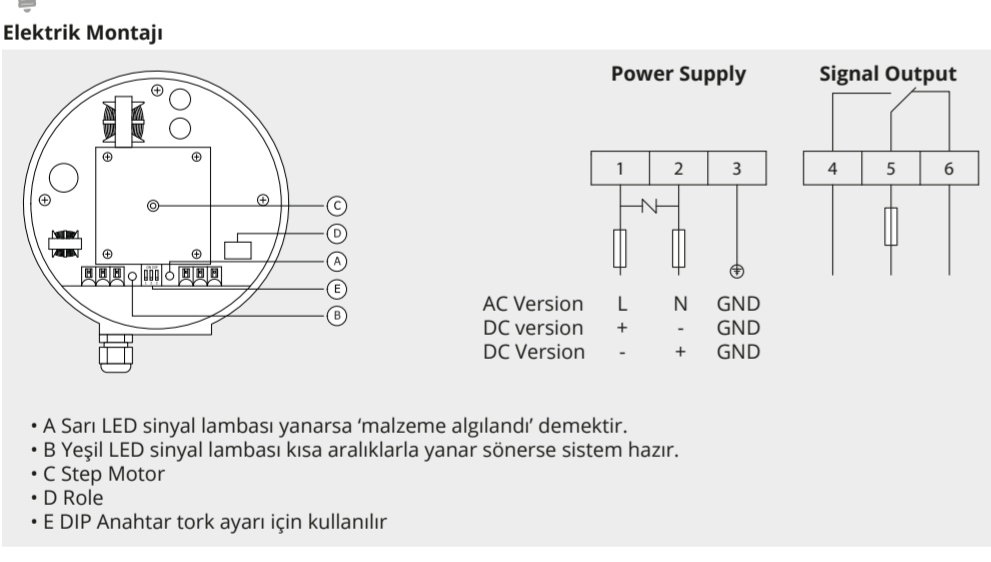 Elektrik Montajı
Power Supply
Signal Output
1 2 3
4 5 6
C
D
A
E
B
AC Version L N GND
DC version + - GND
DC Version - + GND
• A Sarı LED sinyal lambası yanarsa ‘malzeme algılandı’ demektir.
• B Yeşil LED sinyal lambası kısa aralıklarla yanar sönerse sistem hazır.
• C Step Motor
• D Role
• E DIP Anahtar tork ayarı için kullanılır